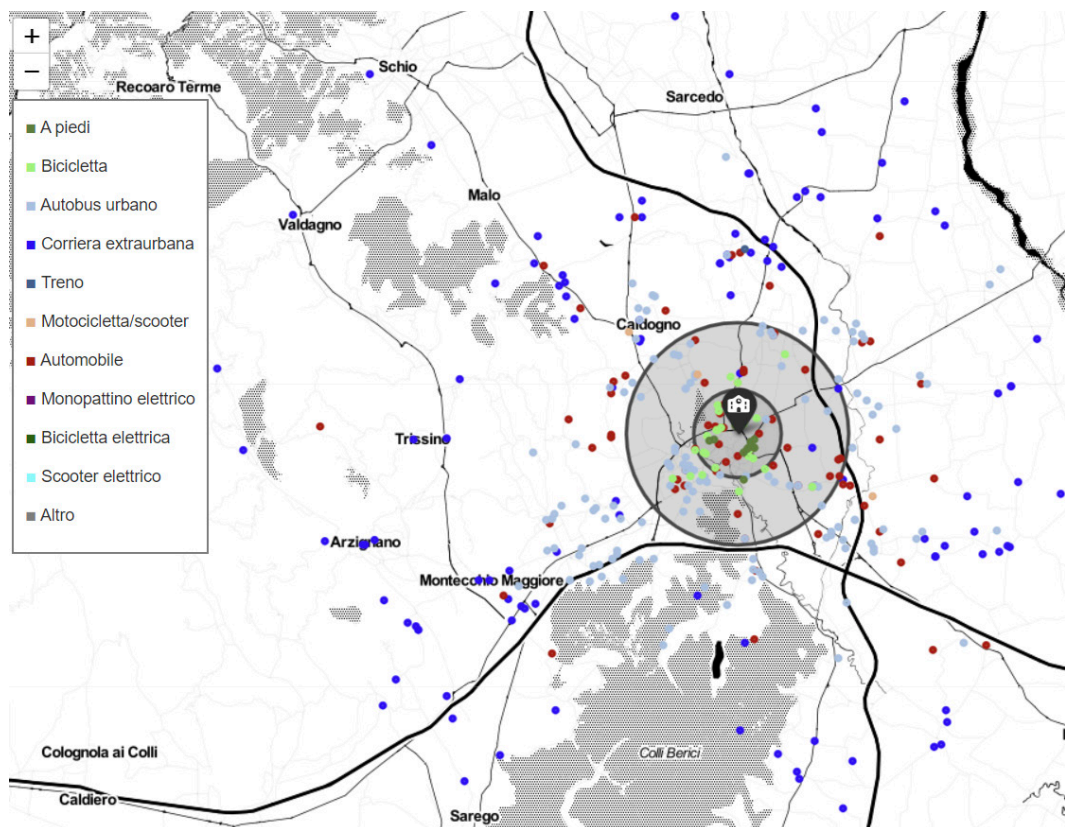 +
−
Schio
Recoaro Terme
Sarcedo
A piedi
Bicicletta
Autobus urbano
Corriera extraurbana
Treno
Motocicletta/scooter
Automobile
Monopattino elettrico
Bicicletta elettrica
Scooter elettrico
Altro
Malo
Valdagno
Caldogno
Trissino
Arzignano
Montecchio Maggiore
Colognola ai Colli
Colli Berici
Caldiero
Sarego